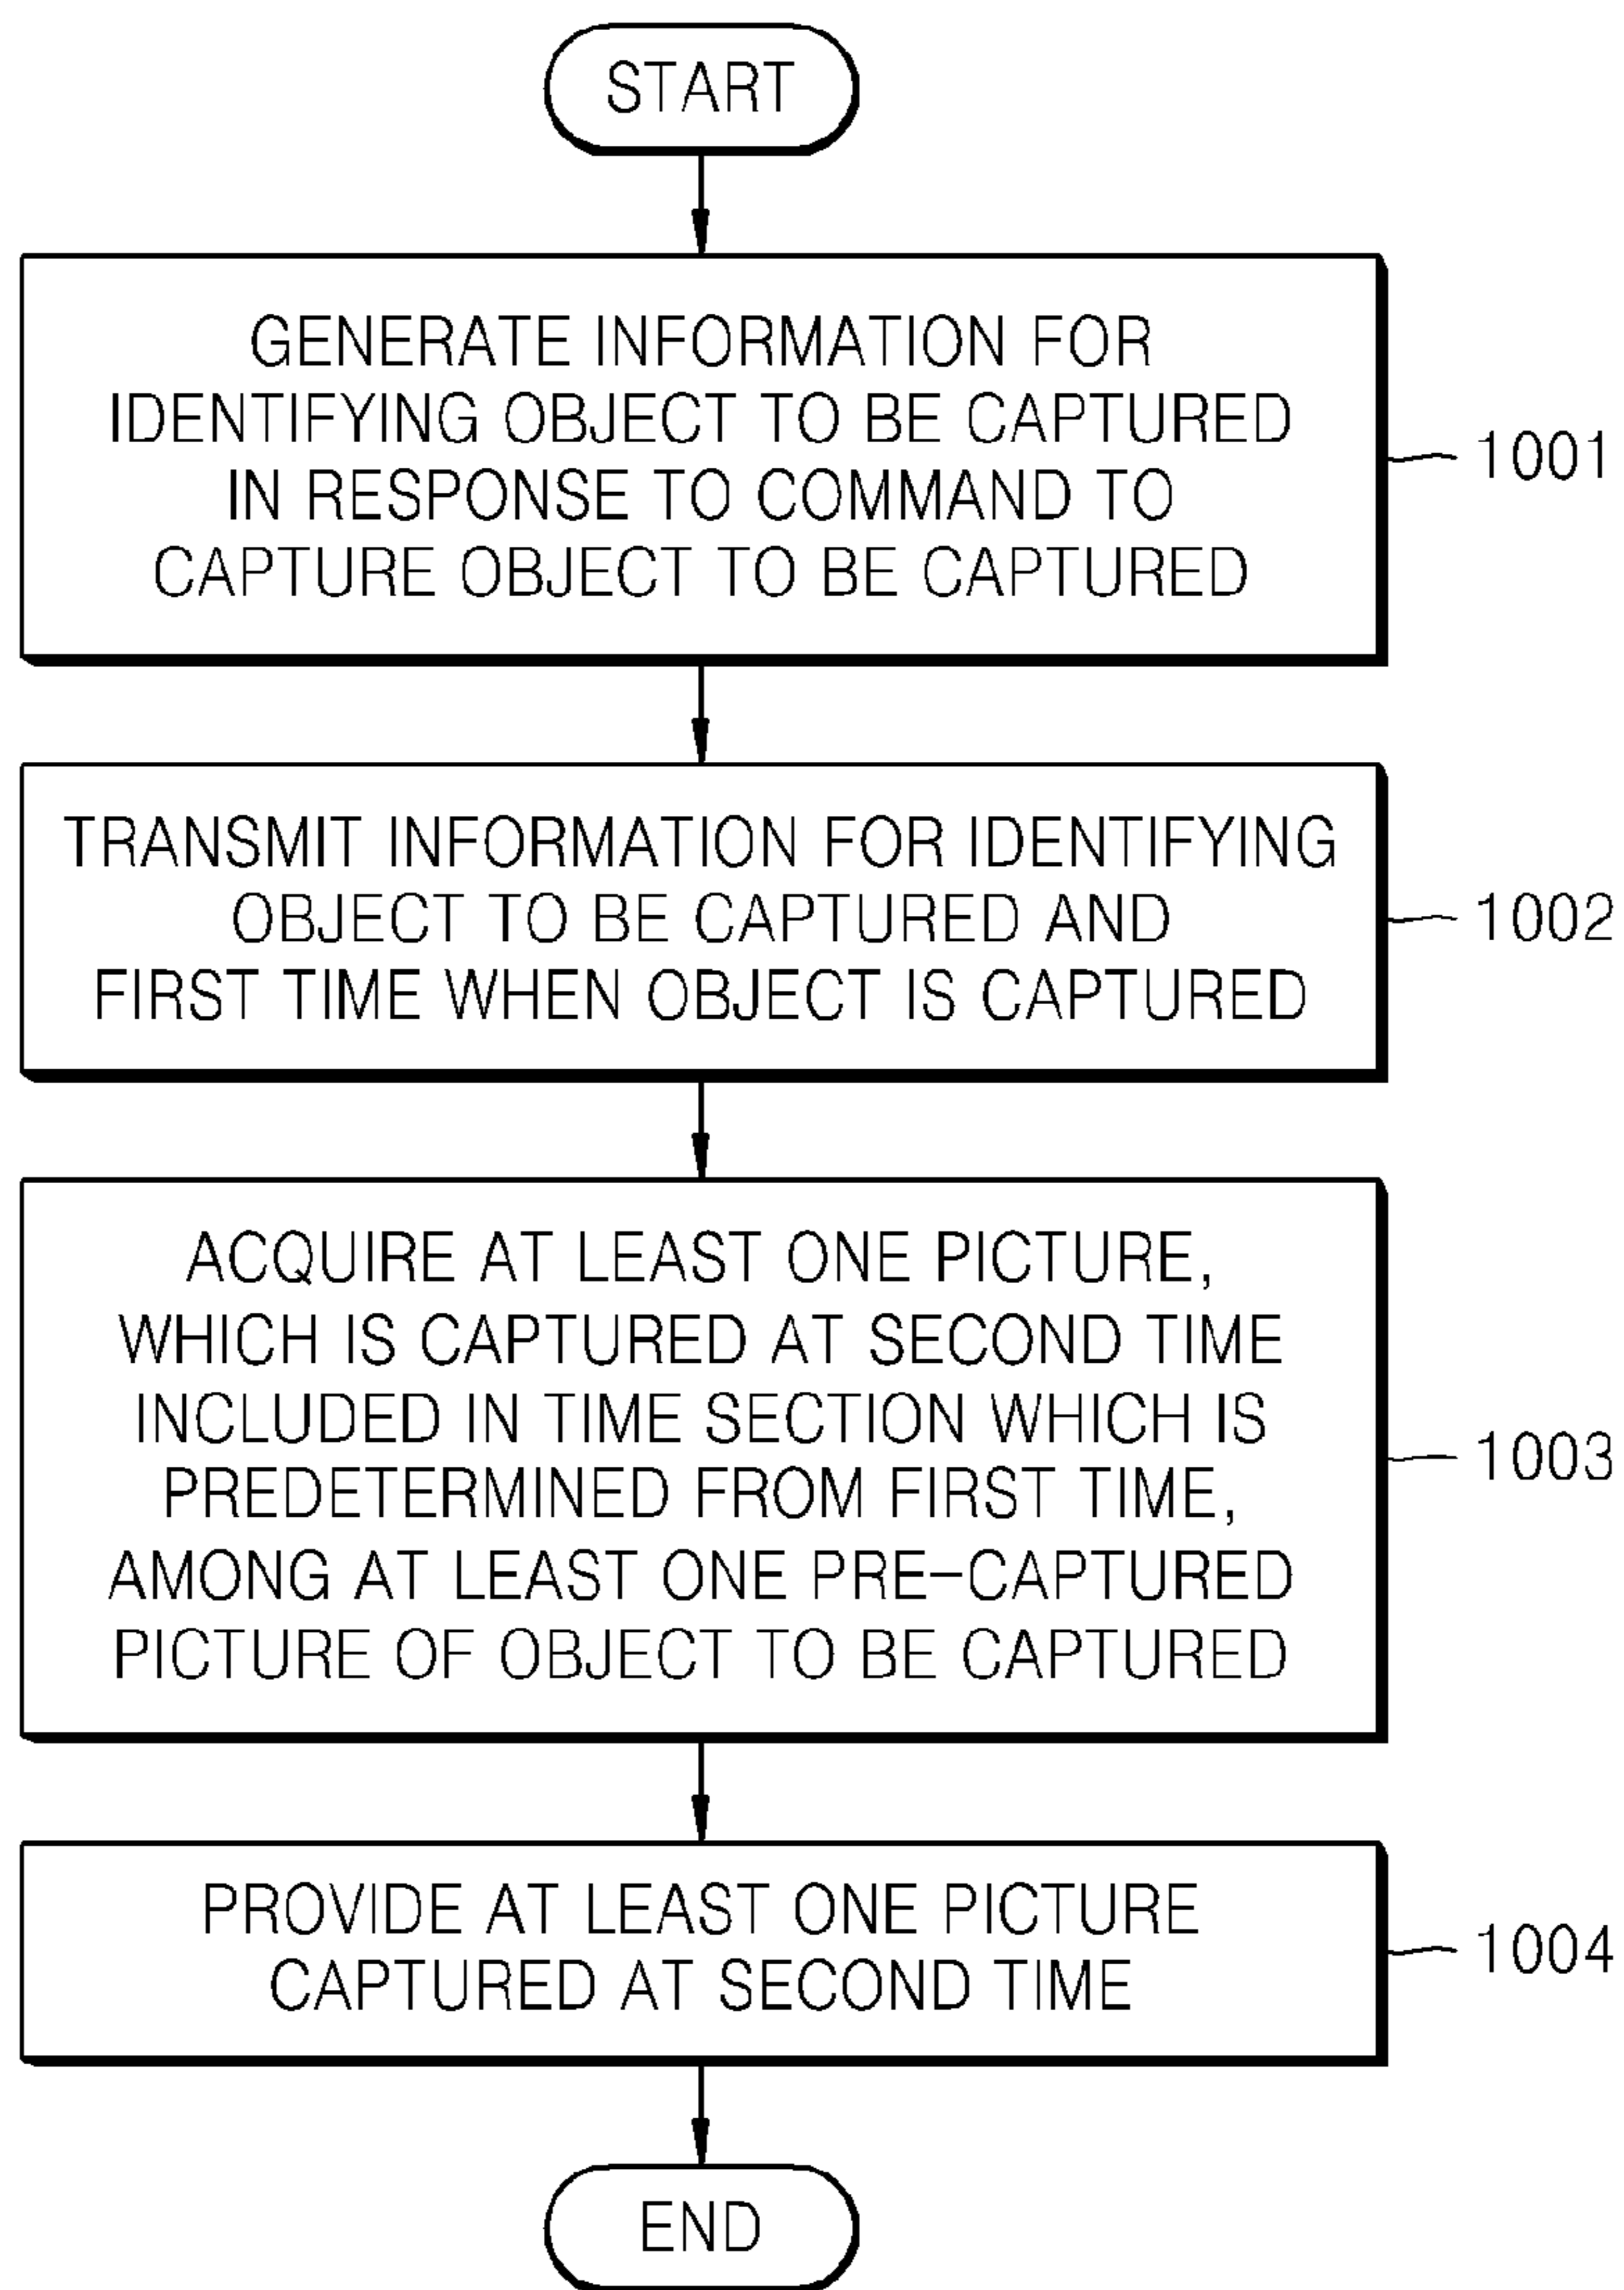 START
GENERATE INFORMATION FOR
IDENTIFYING OBJECT TO BE CAPTURED
IN RESPONSE TO COMMAND TO
CAPTURE OBJECT TO BE CAPTURED
1001
TRANSMIT INFORMATION FOR IDENTIFYING
OBJECT TO BE CAPTURED AND
FIRST TIME WHEN OBJECT IS CAPTURED
1002
ACQUIRE AT LEAST ONE PICTURE,
WHICH IS CAPTURED AT SECOND TIME
INCLUDED IN TIME SECTION WHICH IS
PREDETERMINED FROM FIRST TIME,
AMONG AT LEAST ONE PRE-CAPTURED
PICTURE OF OBJECT TO BE CAPTURED
1003
PROVIDE AT LEAST ONE PICTURE
CAPTURED AT SECOND TIME
1004
END